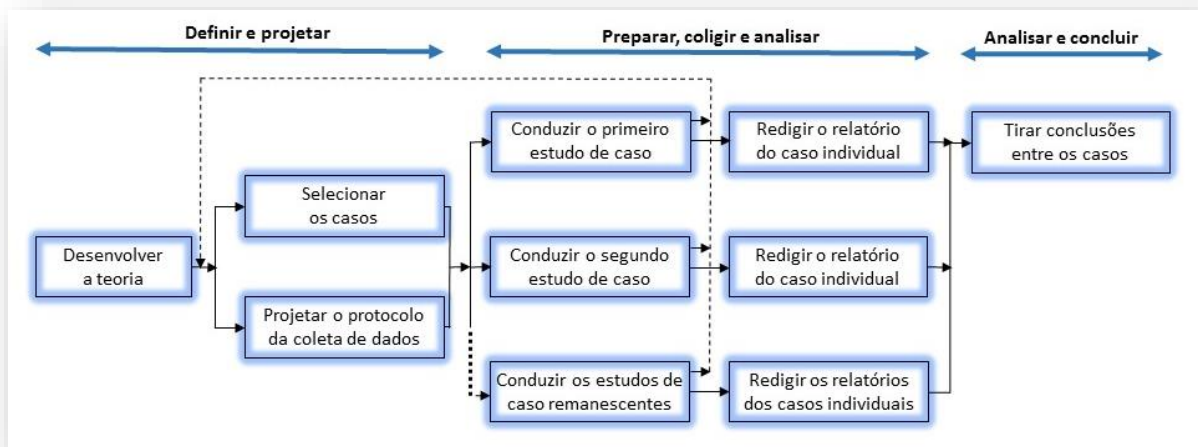 Definir e projetar
Preparar, coligir e analisar
Analisar e concluir
Desenvolver
a teoria
Selecionar
os casos
Projetar o protocolo
da coleta de dados
Conduzir o primeiro
estudo de caso
Redigir o relatório
do caso individual
Conduzir o segundo
estudo de caso
Redigir o relatório
do caso individual
Conduzir os estudos de
caso remanescentes
Redigir os relatórios
dos casos individuais
Tirar conclusões
entre os casos